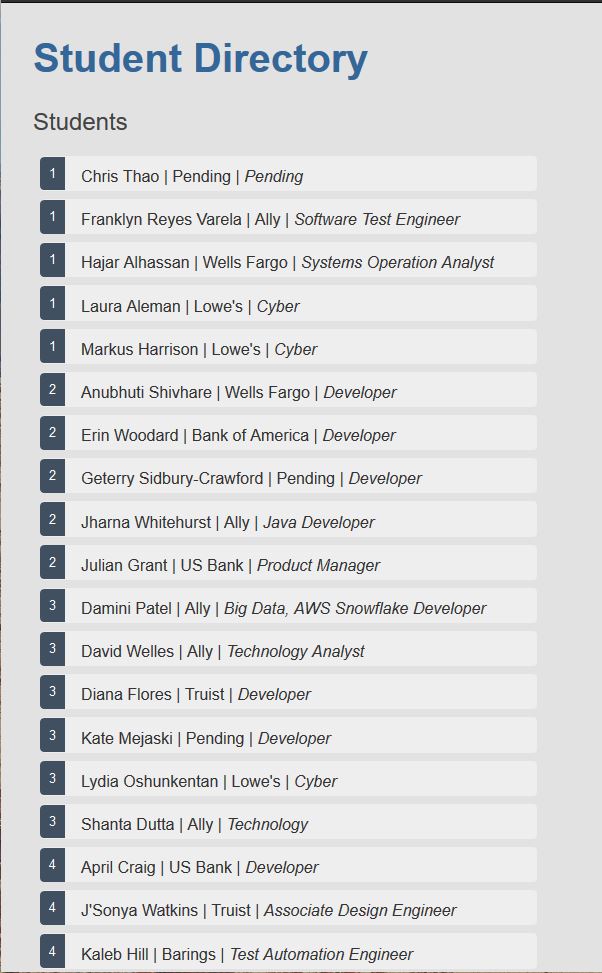 Student Directory
Students
1 Chris Thao | Pending | Pending
1 Franklyn Reyes Varela | Ally | Software Test Engineer
1 Hajar Alhassan | Wells Fargo | Systems Operation Analyst
1 Laura Aleman | Lowe's | Cyber
1 Markus Harrison | Lowe's | Cyber
2 Anubhuti Shivhare | Wells Fargo | Developer
2 Erin Woodard | Bank of America | Developer
2 Geterry Sidbury-Crawford | Pending | Developer
2 Jharna Whitehurst | Ally | Java Developer
2 Julian Grant | US Bank | Product Manager
3 Damini Patel | Ally | Big Data, AWS Snowflake Developer
3 David Welles | Ally | Technology Analyst
3 Diana Flores | Truist | Developer
3 Kate Mejaski | Pending | Developer
3 Lydia Oshunkentan | Lowe's | Cyber
3 Shanta Dutta | Ally | Technology
4 April Craig | US Bank | Developer
4 J'Sonya Watkins | Truist | Associate Design Engineer
4 Kaleb Hill | Barings | Test Automation Engineer